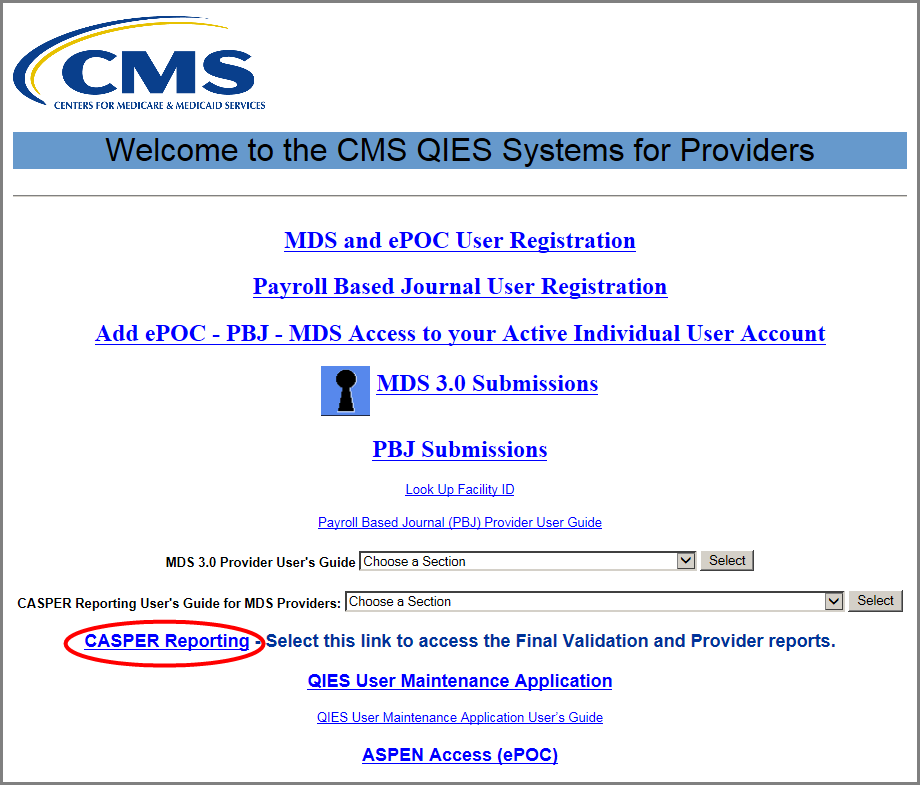 CMS
CENTERS FOR MEDICARE & MEDICAID SERVICES
Welcome to the CMS QIES Systems for Providers
MDS and ePOC User Registration
Payroll Based Journal User Registration
Add ePOC - PBJ - MDS Access to your Active Individual User Account
MDS 3.0 Submissions
PBJ Submissions
Look Up Facility ID
Payroll Based Journal (PBJ) Provider User Guide
MDS 3.0 Provider User's Guide Choose a Section Select
CASPER Reporting User's Guide for MDS Providers: Choose a Section Select
CASPER Reporting - Select this link to access the Final Validation and Provider reports.
QIES User Maintenance Application
QIES User Maintenance Application User's Guide
ASPEN Access (ePOC)